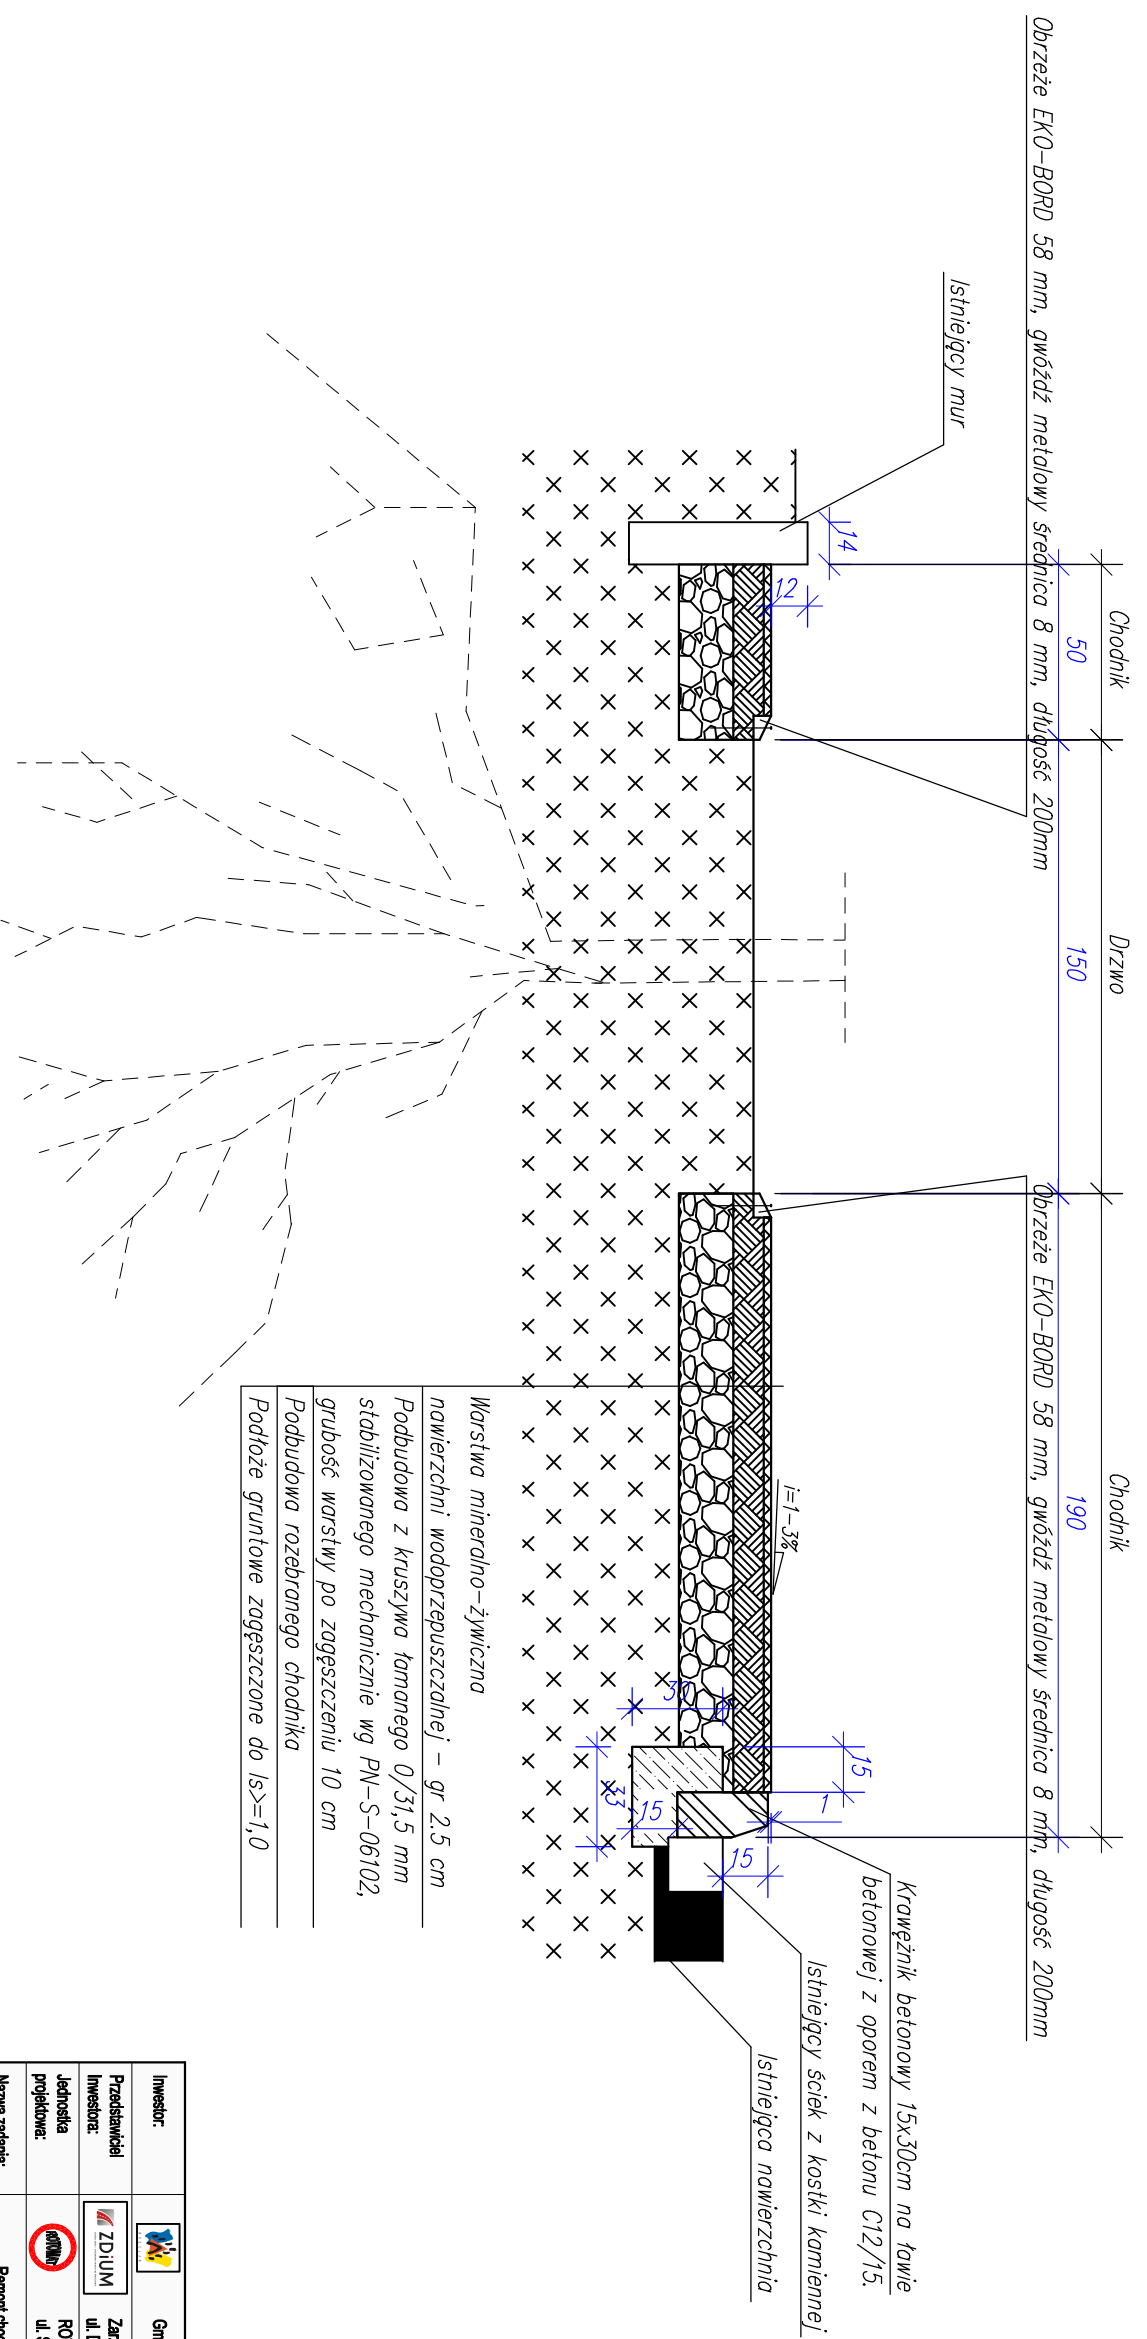 Obrzeże EKO-BORD 58 mm, gwóźdź metalowy średnica 8 mm, długość 200mm
Chodnik
Drzwo
Chodnik
50
150
190
Obrzeże EKO-BORD 58 mm, gwóźdź metalowy średnica 8 mm, długość 200mm
Istniejący mur
14
12
i=1-3%
30
33
15
15
1
15
Krawężnik betonowy 15x30cm na ławie
betonowej z oporem z betonu C12/15.
Istniejący ściek z kostki kamiennej
Istniejąca nawierzchnia
Warstwa mineralno-żywiczna
nawierzchni wodoprzepuszczalnej - gr 2.5 cm
Podbudowa z kruszywa łamanego 0/31,5 mm
stabilizowanego mechanicznie wg PN-S-06102,
grubość warstwy po zagęszczeniu 10 cm
Podbudowa rozebranego chodnika
Podłoże gruntowe zagęszczone do Is>=1,0
Inwestor:
Przedstawiciel
Inwestora:
ZDiUM
Jednostka
projektowa:
ROTOMAT
Nazwa zadania: